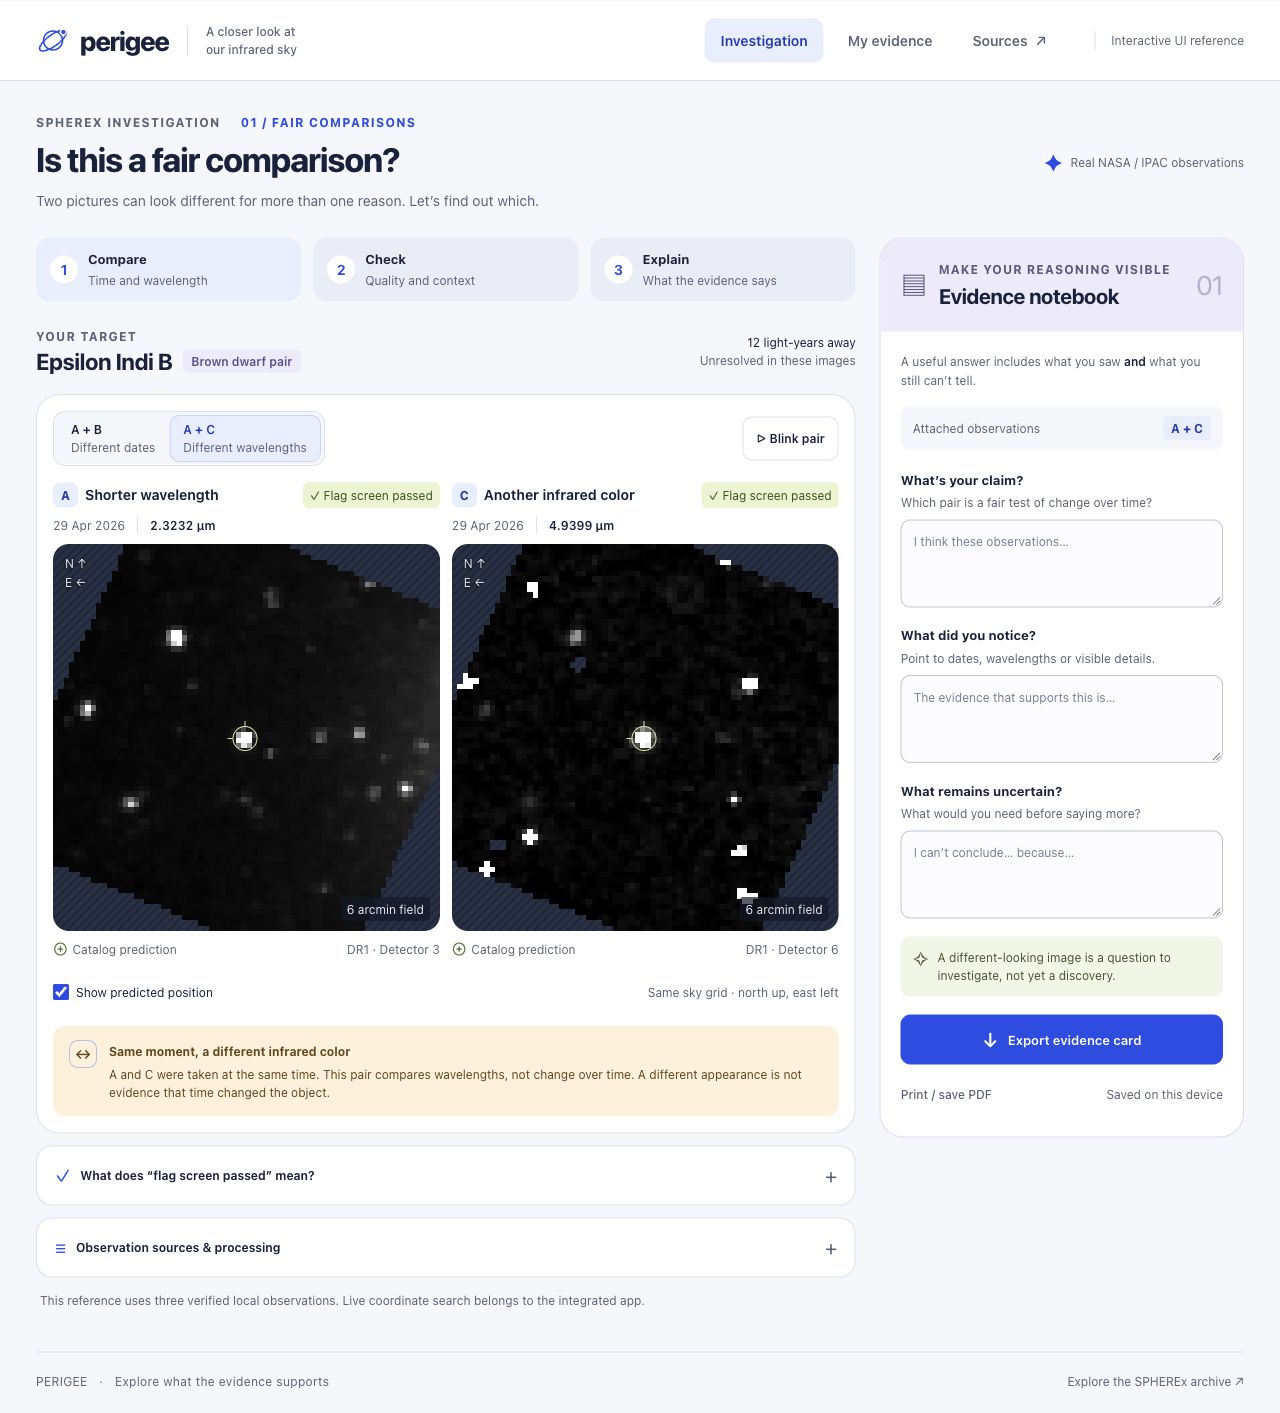 perigee
A closer look at
our infrared sky
Investigation
My evidence
Sources ↗
Interactive UI reference
SPHEREX INVESTIGATION 01 / FAIR COMPARISONS
Is this a fair comparison?
Real NASA / IPAC observations
Two pictures can look different for more than one reason. Let’s find out which.
1 Compare
Time and wavelength
2 Check
Quality and context
3 Explain
What the evidence says
YOUR TARGET
Epsilon Indi B Brown dwarf pair
12 light-years away
Unresolved in these images
A + B
Different dates
A + C
Different wavelengths
Blink pair
A Shorter wavelength ✓ Flag screen passed
29 Apr 2026 2.3232 µm
N ↑
E ←
6 arcmin field
Catalog prediction DR1 · Detector 3
C Another infrared color ✓ Flag screen passed
29 Apr 2026 4.9399 µm
N ↑
E ←
6 arcmin field
Catalog prediction DR1 · Detector 6
Show predicted position
Same sky grid · north up, east left
Same moment, a different infrared color
A and C were taken at the same time. This pair compares wavelengths, not change over time. A different appearance is not
evidence that time changed the object.
What does “flag screen passed” mean? +
Observation sources & processing +
This reference uses three verified local observations. Live coordinate search belongs to the integrated app.
MAKE YOUR REASONING VISIBLE
Evidence notebook
01
A useful answer includes what you saw and what you
still can’t tell.
Attached observations A + C
What’s your claim?
Which pair is a fair test of change over time?
I think these observations…
What did you notice?
Point to dates, wavelengths or visible details.
The evidence that supports this is…
What remains uncertain?
What would you need before saying more?
I can’t conclude… because…
A different-looking image is a question to
investigate, not yet a discovery.
↓ Export evidence card
Print / save PDF
Saved on this device
PERIGEE · Explore what the evidence supports
Explore the SPHEREx archive ↗